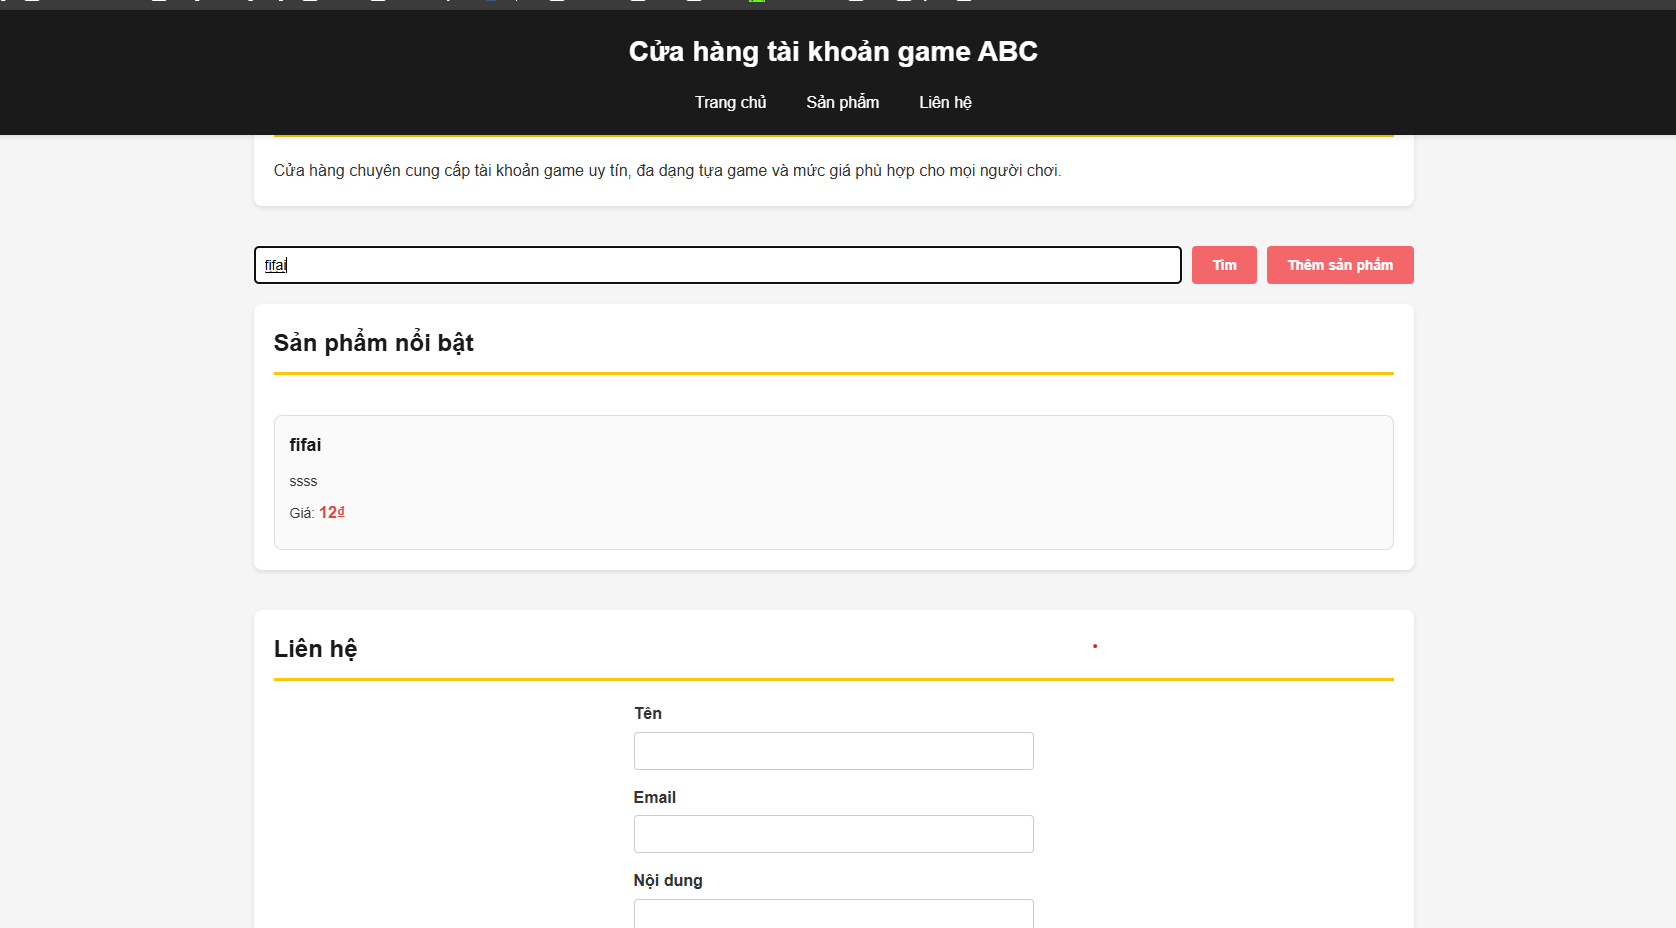 Cửa hàng tài khoản game ABC
Trang chủ Sản phẩm Liên hệ
Cửa hàng chuyên cung cấp tài khoản game uy tín, đa dạng tựa game và mức giá phù hợp cho mọi người chơi.
fifai Tìm Thêm sản phẩm
Sản phẩm nổi bật
fifai
ssss
Giá: 12₫
Liên hệ
Tên
Email
Nội dung